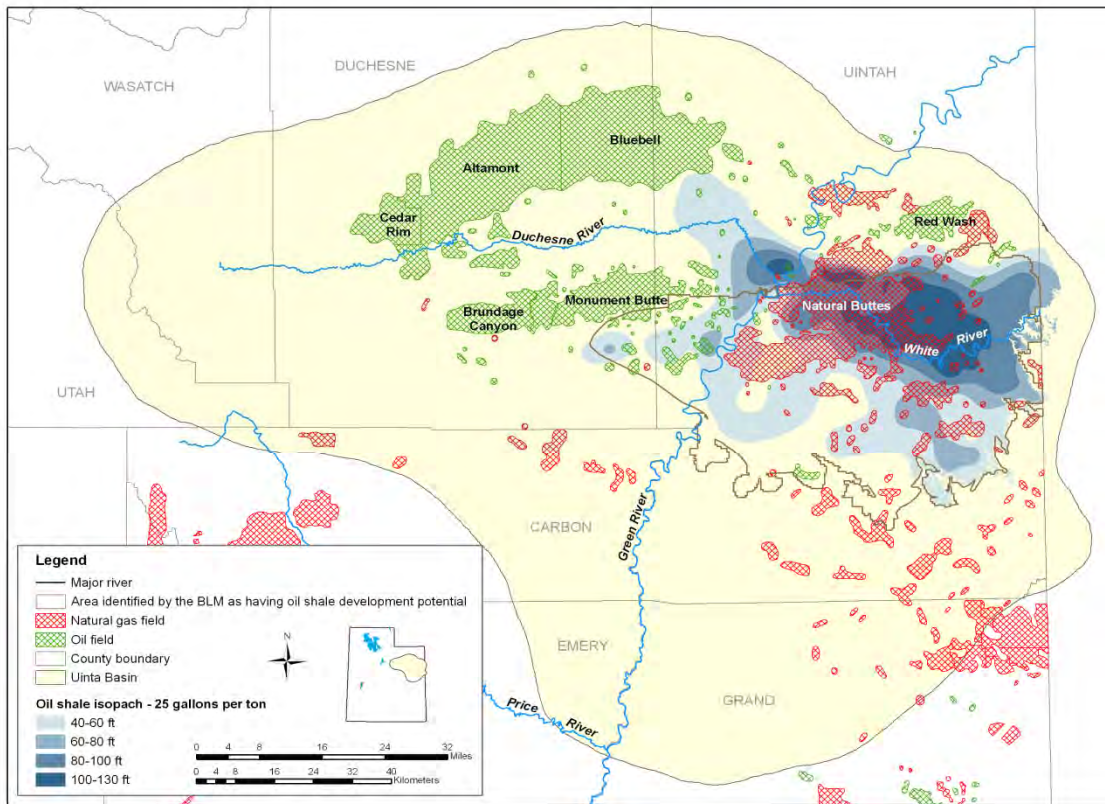 DUCHESNE
UINTAH
WASATCH
Bluebell
Altamont
Red Wash
Cedar
Rim
Duchesne River
Monument Butte
Natural Buttes
Brundage
Canyon
White River
UTAH
CARBON
Green River
EMERY
GRAND
Price River
Legend
Major river
Area identified by the BLM as having oil shale development potential
Natural gas field
Oil field
County boundary
Uinta Basin
N
Oil shale isopach - 25 gallons per ton
40-60 ft
60-80 ft
80-100 ft
100-130 ft
0 4 8 16 24 32
Miles
0 4 8 16 24 32 40
Kilometers